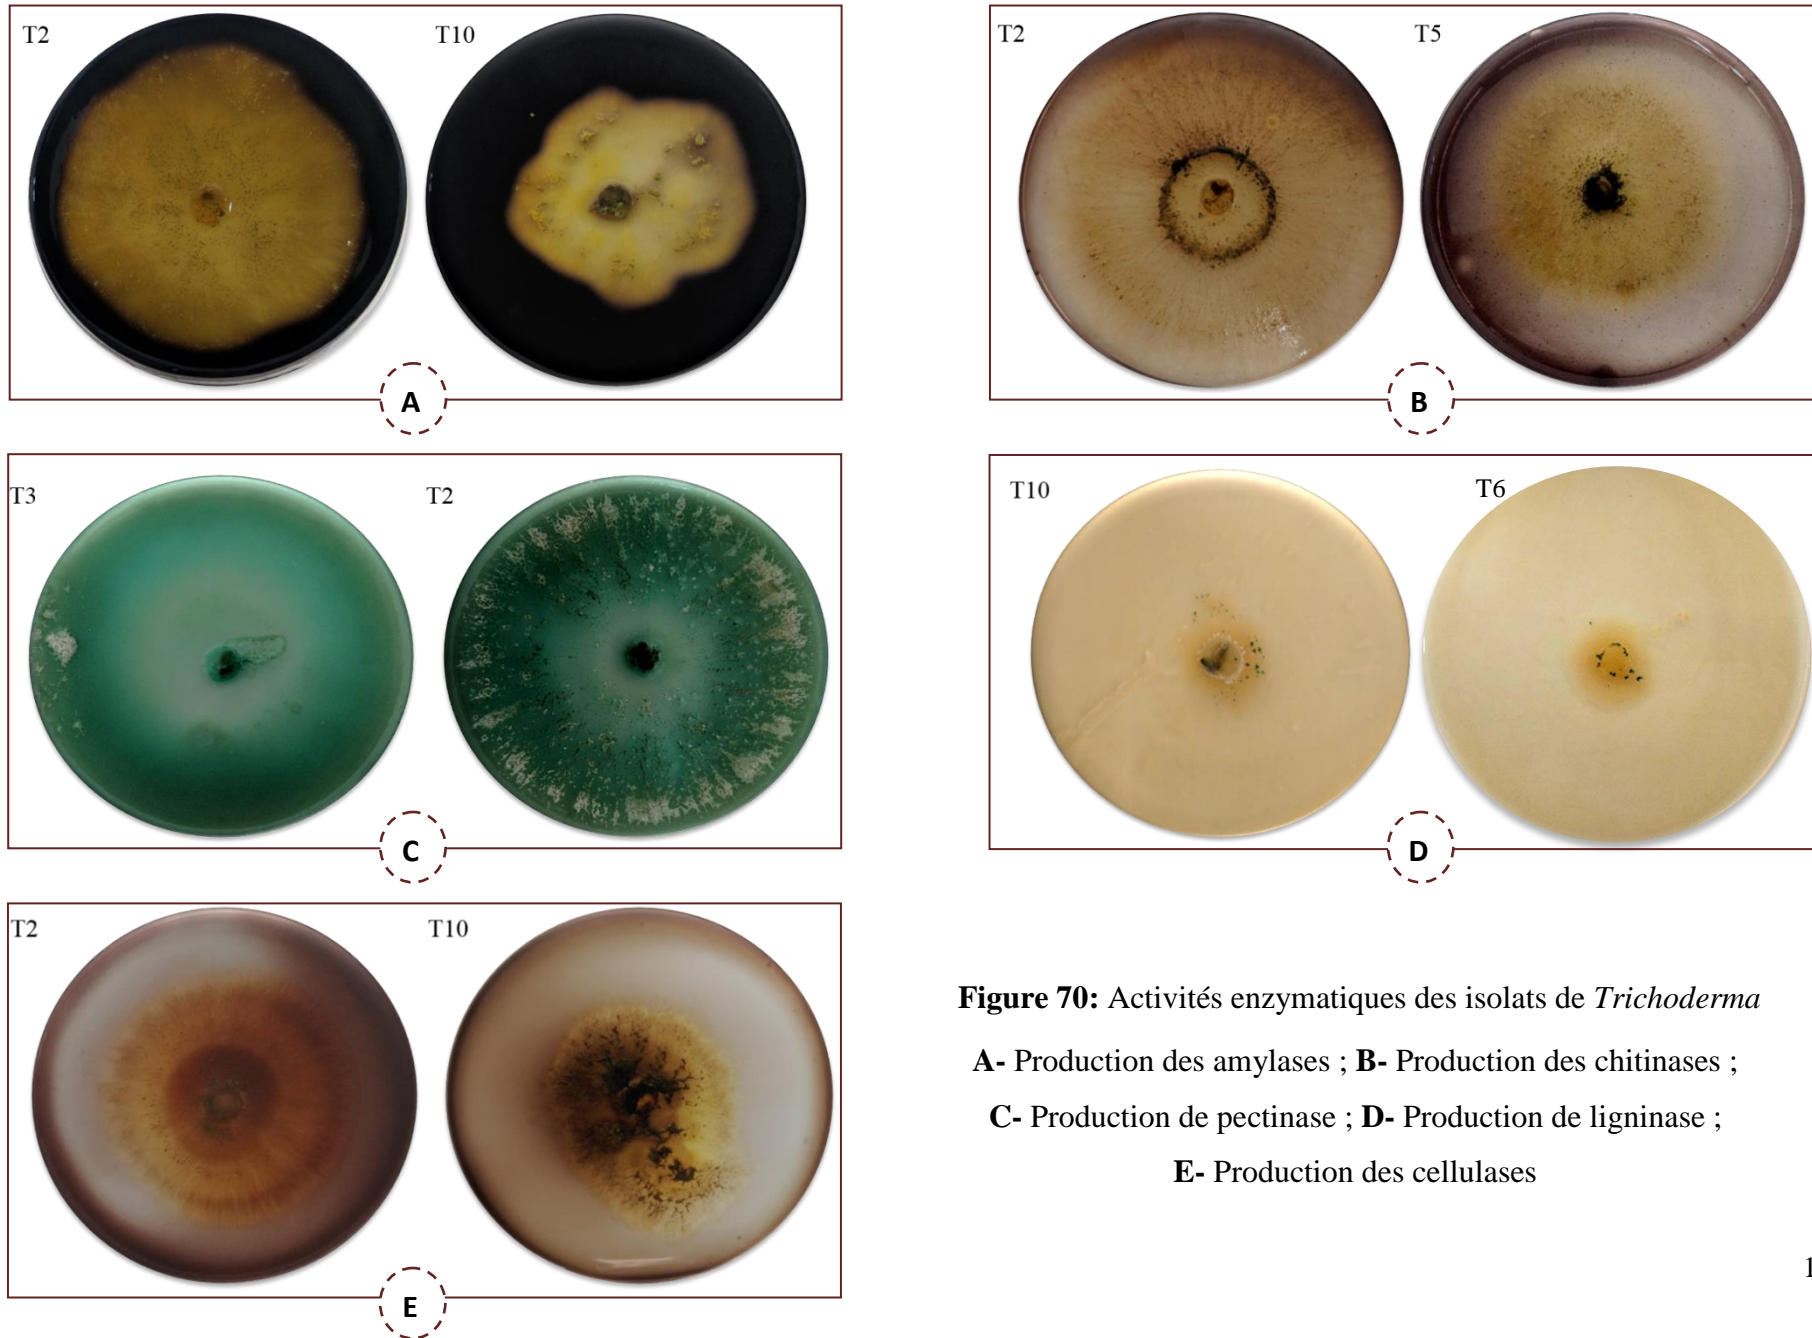 T2 T10
A
T2 T5
B
T3 T2
C
T10 T6
D
T2 T10
E
Figure 70: Activités enzymatiques des isolats de Trichoderma
A- Production des amylases ; B- Production des chitinases ;
C- Production de pectinase ; D- Production de ligninase ;
E- Production des cellulases
1